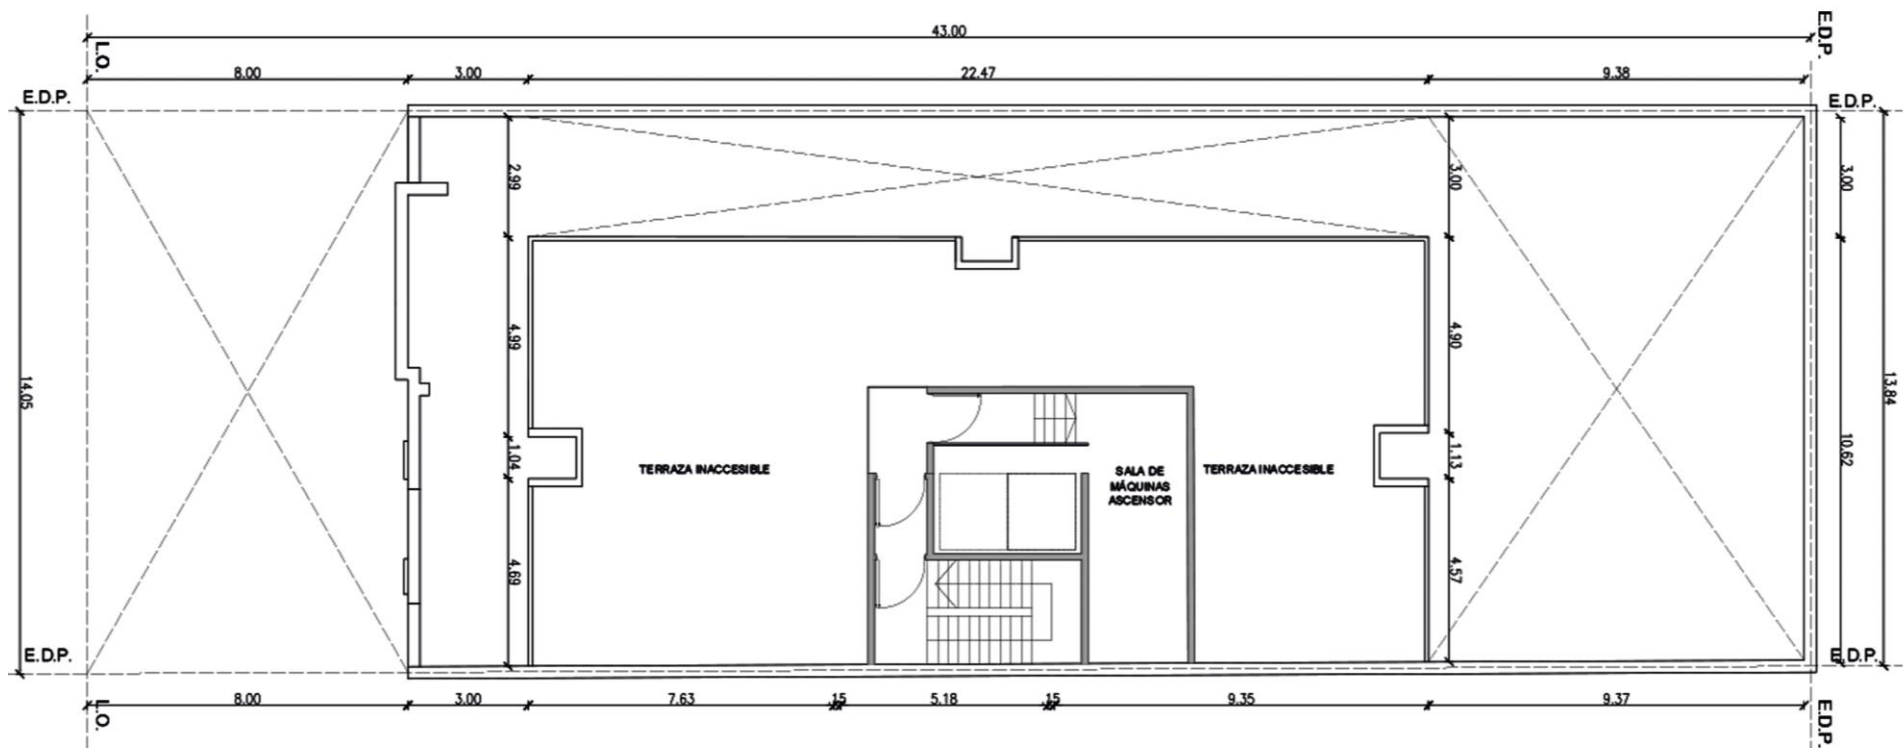 43.00
L.O.
E.D.P.
8.00
3.00
22.47
9.38
E.D.P.
E.D.P.
2.99
3.00
3.00
4.99
4.90
14.05
13.84
1.04
1.13
10.62
TERRAZA INACCESIBLE
SALA DE
MÁQUINAS
ASCENSOR
TERRAZA INACCESIBLE
4.69
4.57
E.D.P.
E.D.P.
8.00
3.00
7.63
.15
5.18
.15
9.35
9.37
L.O.
E.D.P.